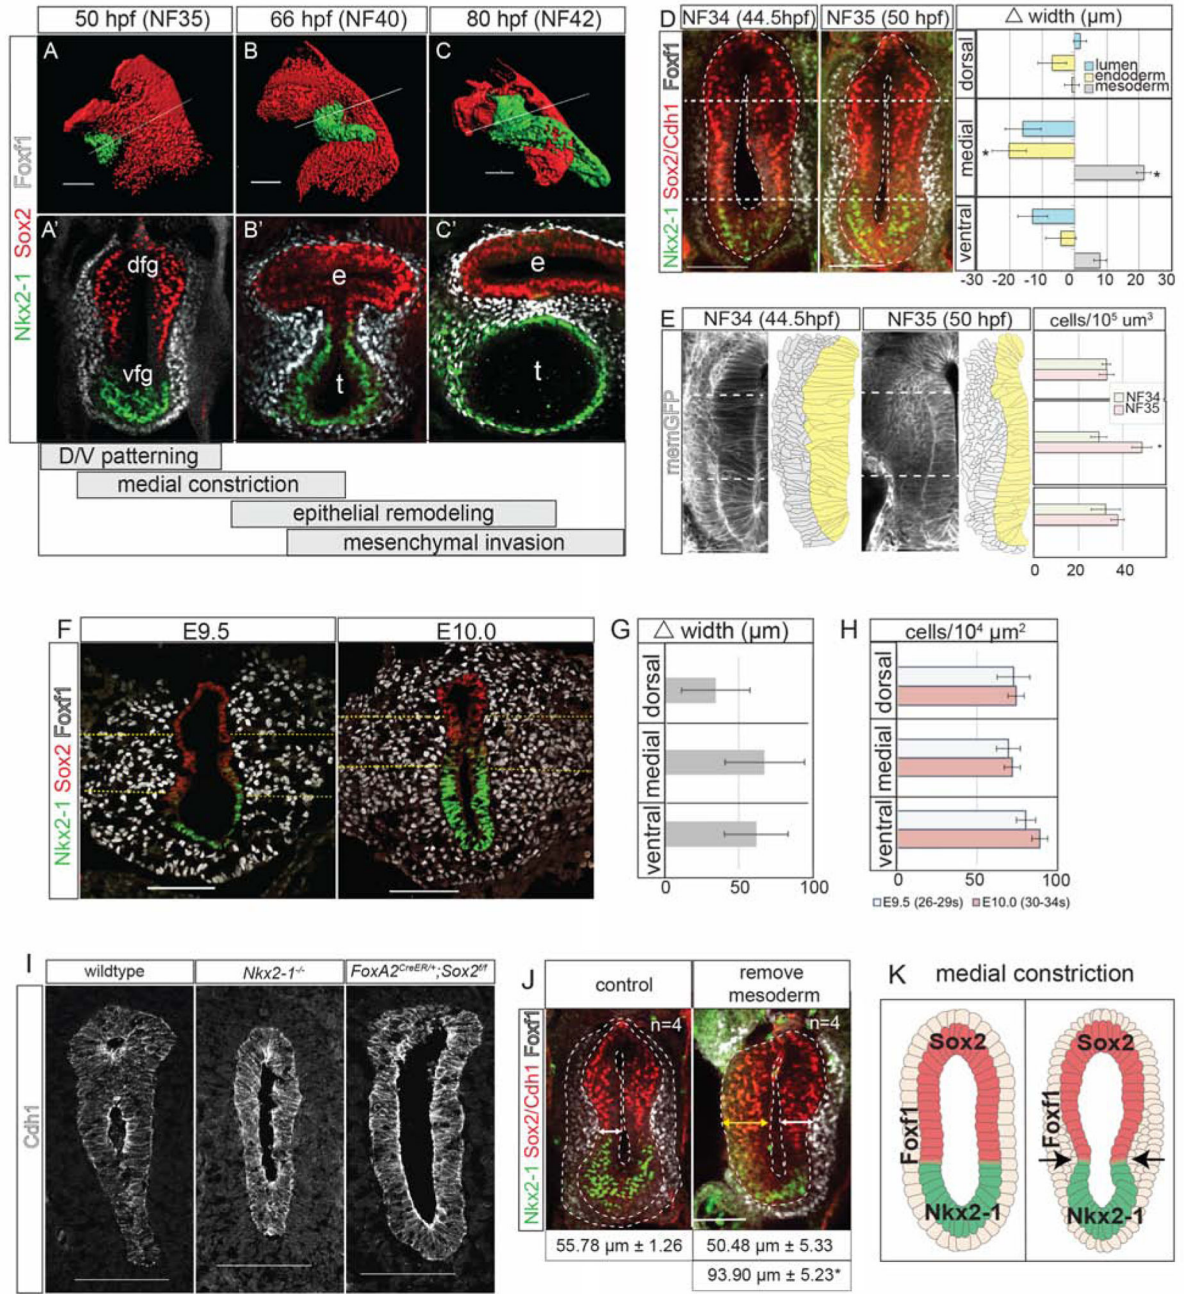 50 hpf (NF35)
66 hpf (NF40)
80 hpf (NF42)
Nkx2-1 Sox2 Foxf1
A
B
C
A'
dfg
vfg
B'
e
t
C'
e
t
D/V patterning
medial constriction
epithelial remodeling
mesenchymal invasion
D
NF34 (44.5hpf)
NF35 (50 hpf)
△ width (µm)
Nkx2-1 Sox2/Cdh1 Foxf1
dorsal
medial
ventral
lumen
endoderm
mesoderm
*
*
-30 -20 -10 0 10 20 30
E
NF34 (44.5hpf)
NF35 (50 hpf)
cells/10⁵ um³
memGFP
NF34
NF35
*
0 20 40
F
E9.5
E10.0
Nkx2-1 Sox2 Foxf1
G
△ width (µm)
dorsal
medial
ventral
0 50 100
H
cells/10⁴ µm²
dorsal
medial
ventral
0 50 100
E9.5 (26-29s) E10.0 (30-34s)
I
wildtype
Nkx2-1-/-
FoxA2CreER/+;Sox2f/f
Cdh1
J
control
remove
mesoderm
Nkx2-1 Sox2/Cdh1 Foxf1
n=4
n=4
55.78 µm ± 1.26
50.48 µm ± 5.33
93.90 µm ± 5.23*
K
medial constriction
Sox2
Foxf1
Nkx2-1
Sox2
Foxf1
Nkx2-1